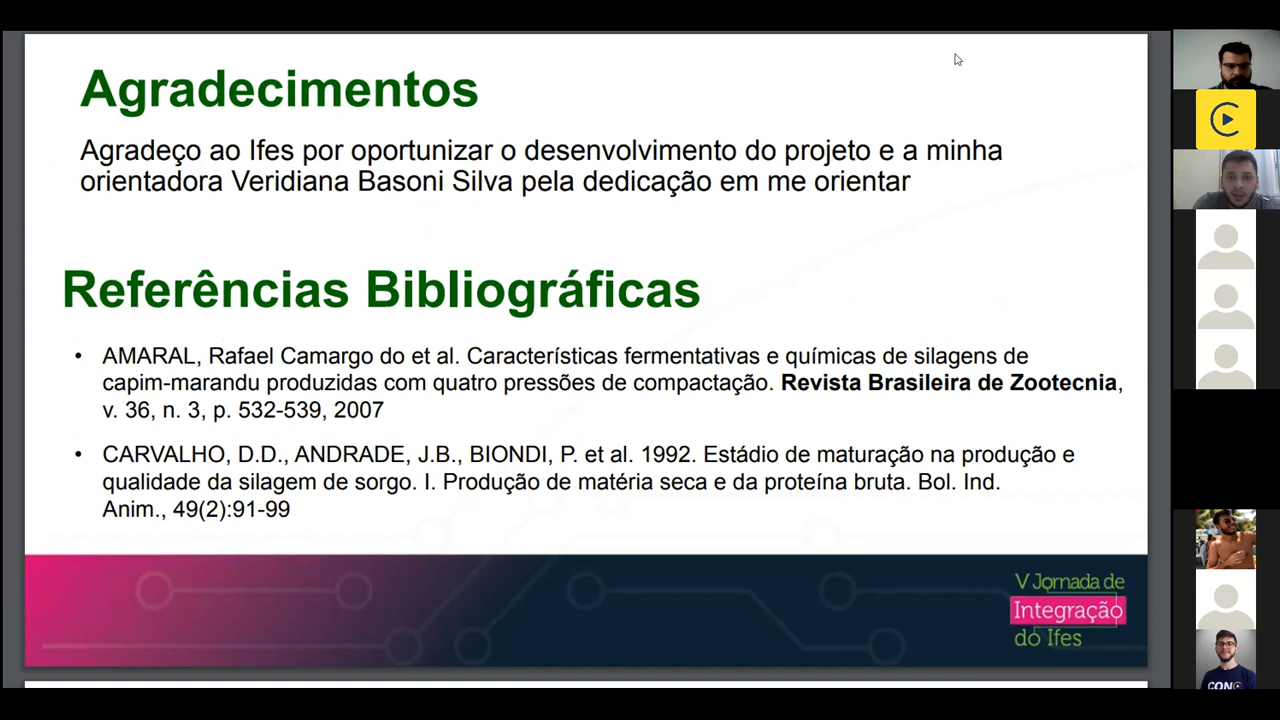 Agradecimentos
Agradeço ao Ifes por oportunizar o desenvolvimento do projeto e a minha
orientadora Veridiana Basoni Silva pela dedicação em me orientar
Referências Bibliográficas
• AMARAL, Rafael Camargo do et al. Características fermentativas e químicas de silagens de
capim-marandu produzidas com quatro pressões de compactação. Revista Brasileira de Zootecnia,
v. 36, n. 3, p. 532-539, 2007
• CARVALHO, D.D., ANDRADE, J.B., BIONDI, P. et al. 1992. Estádio de maturação na produção e
qualidade da silagem de sorgo. I. Produção de matéria seca e da proteína bruta. Bol. Ind.
Anim., 49(2):91-99
V Jornada de
Integração
do Ifes